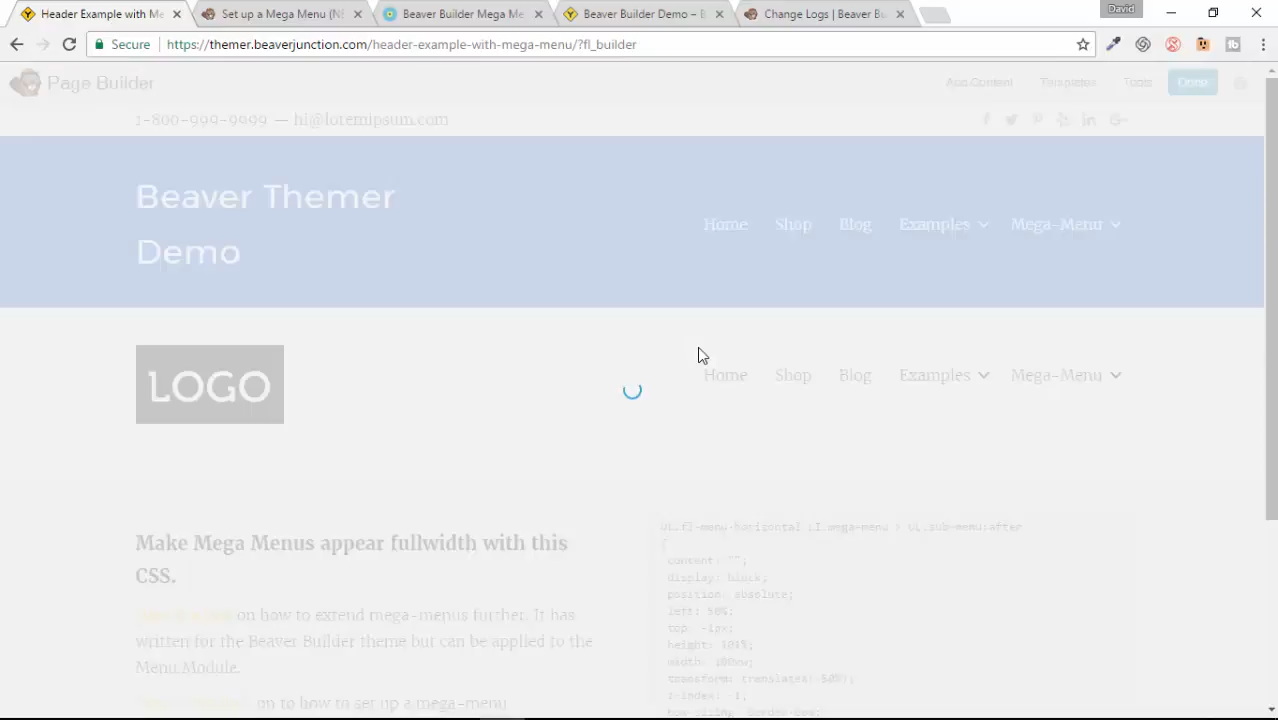 Header Example with Me
Set up a Mega Menu (N
Beaver Builder Mega Me
Beaver Builder Demo – B
Change Logs | Beaver Bu
David
Secure
https://themer.beaverjunction.com/header-example-with-mega-menu/?fl_builder
Page Builder
Add Content
Templates
Tools
Done
1-800-999-9999 — hi@loremipsum.com
Beaver Themer
Demo
Home
Shop
Blog
Examples
Mega-Menu
LOGO
Home
Shop
Blog
Examples
Mega-Menu
Make Mega Menus appear fullwidth with this
CSS.
on how to extend mega-menus further. It has
written for the Beaver Builder theme but can be applied to the
Menu Module.
on to how to set up a mega-menu
UL.fl-menu-horizontal LI.mega-menu > UL.sub-menu:after
{
content: "";
display: block;
position: absolute;
left: 50%;
top: -1px;
height: 101%;
width: 100vw;
z-index: -1;